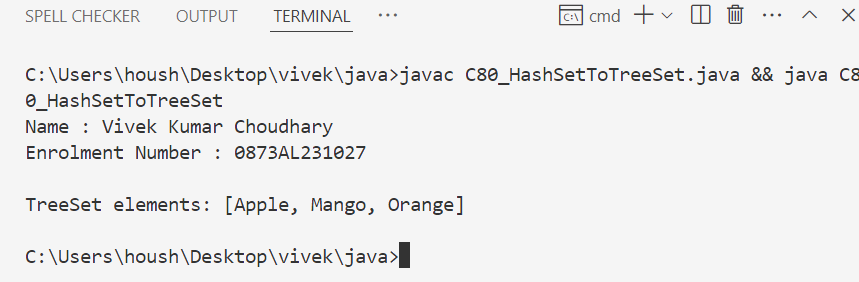 SPELL CHECKER OUTPUT TERMINAL ... cmd
C:\Users\housh\Desktop\vivek\java>javac C80_HashSetToTreeSet.java && java C8
0_HashSetToTreeSet
Name : Vivek Kumar Choudhary
Enrolment Number : 0873AL231027
TreeSet elements: [Apple, Mango, Orange]
C:\Users\housh\Desktop\vivek\java>